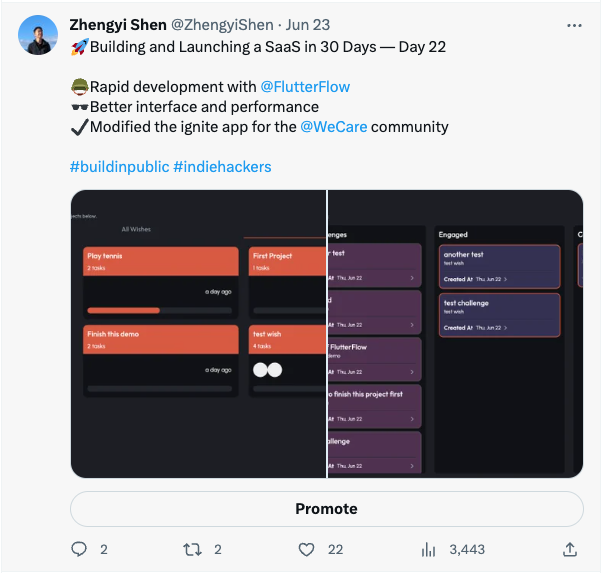 Zhengyi Shen @ZhengyiShen · Jun 23
🚀Building and Launching a SaaS in 30 Days — Day 22
🪖Rapid development with @FlutterFlow
🕶️Better interface and performance
✔️Modified the ignite app for the @WeCare community
#buildinpublic #indiehackers
jects below.
All Wishes
Play tennis
2 tasks
a day ago
First Project
1 tasks
Finish this demo
2 tasks
a day ago
test wish
4 tasks
enges
r test
At Thu, Jun 22
d
At Thu, Jun 22
f FlutterFlow
demo
At Thu, Jun 22
o finish this project first
At Thu, Jun 22
allenge
At Thu, Jun 22
Engaged
another test
test wish
Created At Thu, Jun 22
test challenge
test wish
Created At Thu, Jun 22
C
Promote
2
2
22
3,443